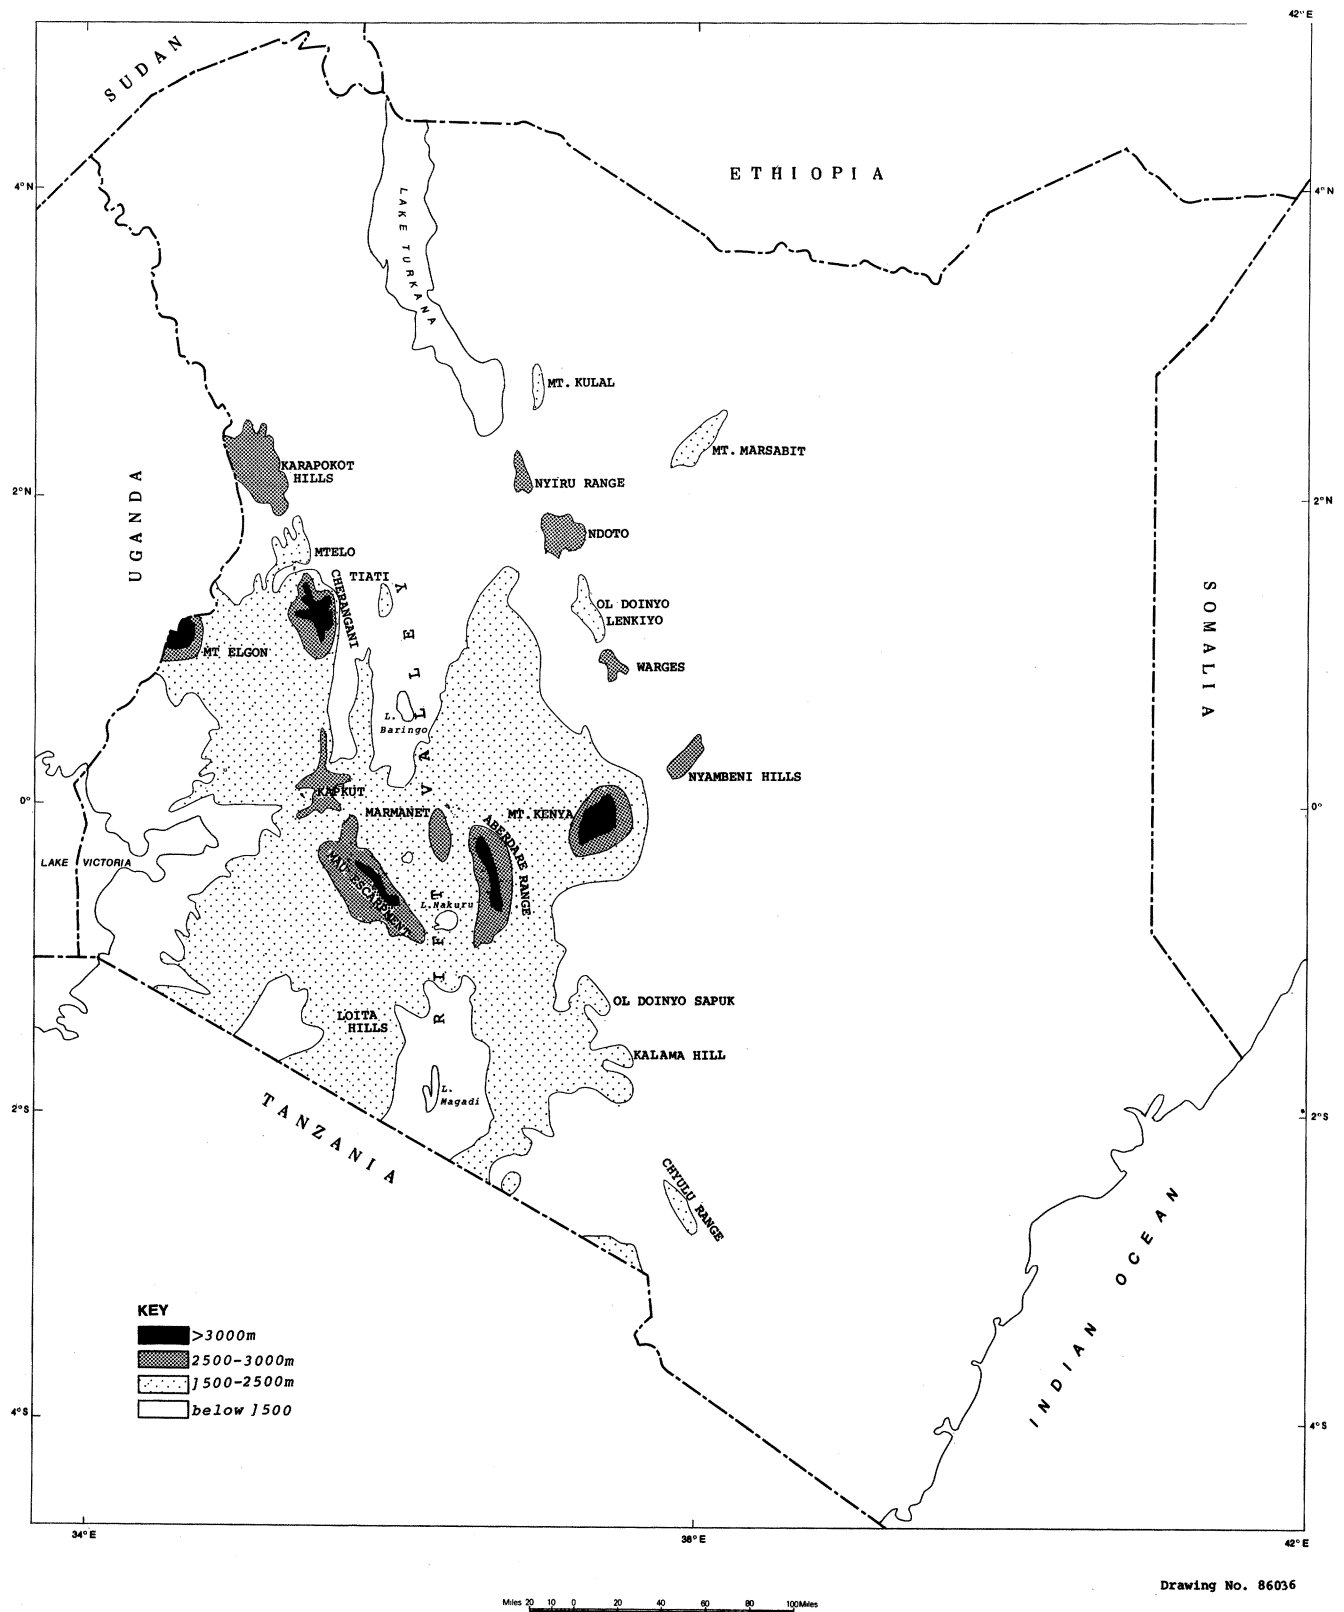 42°E
SUDAN
ETHIOPIA
4°N
4°N
LAKE TURKANA
MT. KULAL
MT. MARSABIT
KARAPOKOT
HILLS
NYIRU RANGE
2°N
2°N
UGANDA
NDOTO
MTELO
TIATI
CHERANGANI
OL DOINYO
LENKIYO
SOMALIA
MT ELGON
WARGES
RIFT VALLEY
L.
Baringo
NYAMBENI HILLS
KAPKUT
0°
0°
MARMANET
MT. KENYA
ABERDARE RANGE
LAKE VICTORIA
MAU ESCARPMENT
L.Nakuru
OL DOINYO SAPUK
LOITA
HILLS
KALAMA HILL
L.
Magadi
2°S
2°S
TANZANIA
CHYULU RANGE
INDIAN OCEAN
KEY
>3000m
2500-3000m
1500-2500m
below 1500
4°S
4°S
34°E
38°E
42°E
Drawing No. 86036
Miles 20 10 0 20 40 60 80 100Miles